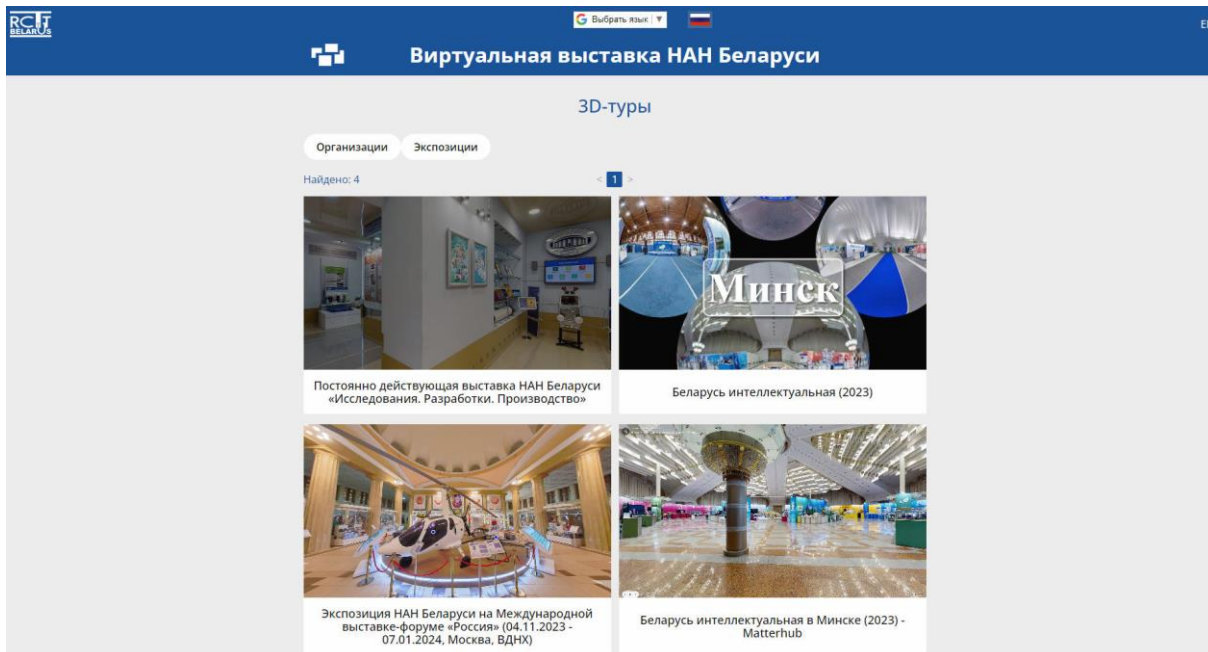 RCTT
BELARUS
Выбрать язык
Виртуальная выставка НАН Беларуси
3D-туры
Организации Экспозиции
Найдено: 4
< 1 >
Минск
Постоянно действующая выставка НАН Беларуси
«Исследования. Разработки. Производство»
Беларусь интеллектуальная (2023)
Экспозиция НАН Беларуси на Международной
выставке-форуме «Россия» (04.11.2023 -
07.01.2024, Москва, ВДНХ)
Беларусь интеллектуальная в Минске (2023) -
Matterhub